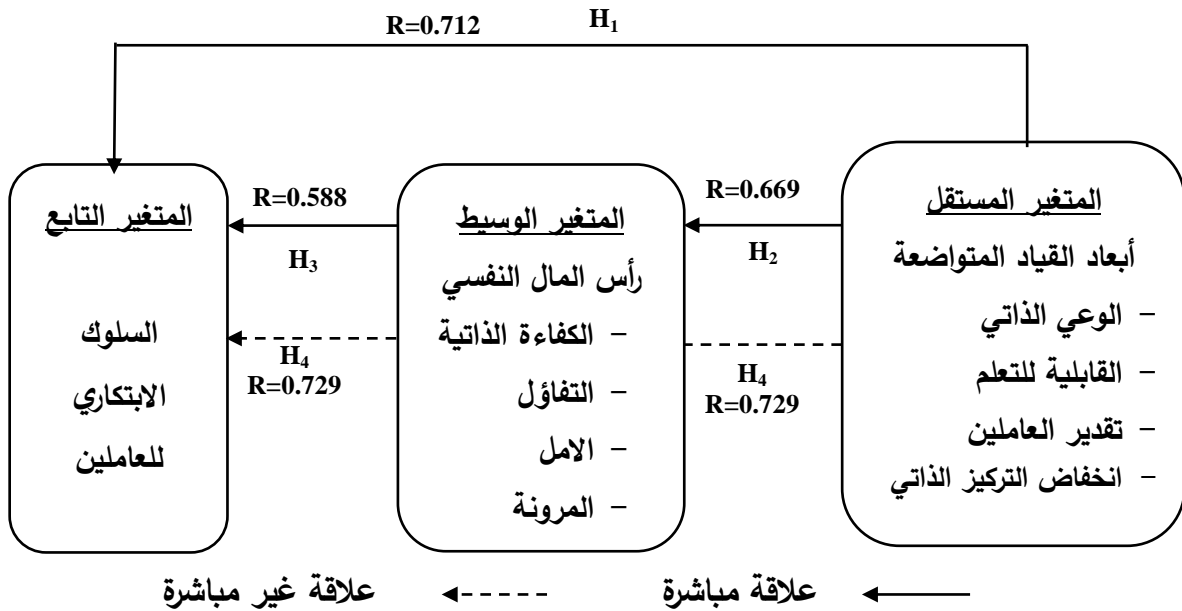 R=0.712 H1
المتغير المستقل
أبعاد القياد المتواضعة
الوعي الذاتي –
القابلية للتعلم –
تقدير العاملين –
انخفاض التركيز الذاتي –
R=0.669
H2
H4
R=0.729
المتغير الوسيط
رأس المال النفسي
الكفاءة الذاتية –
التفاؤل –
الامل –
المرونة –
R=0.588
H3
H4
R=0.729
المتغير التابع
السلوك
الابتكاري
للعاملين
علاقة مباشرة
علاقة غير مباشرة